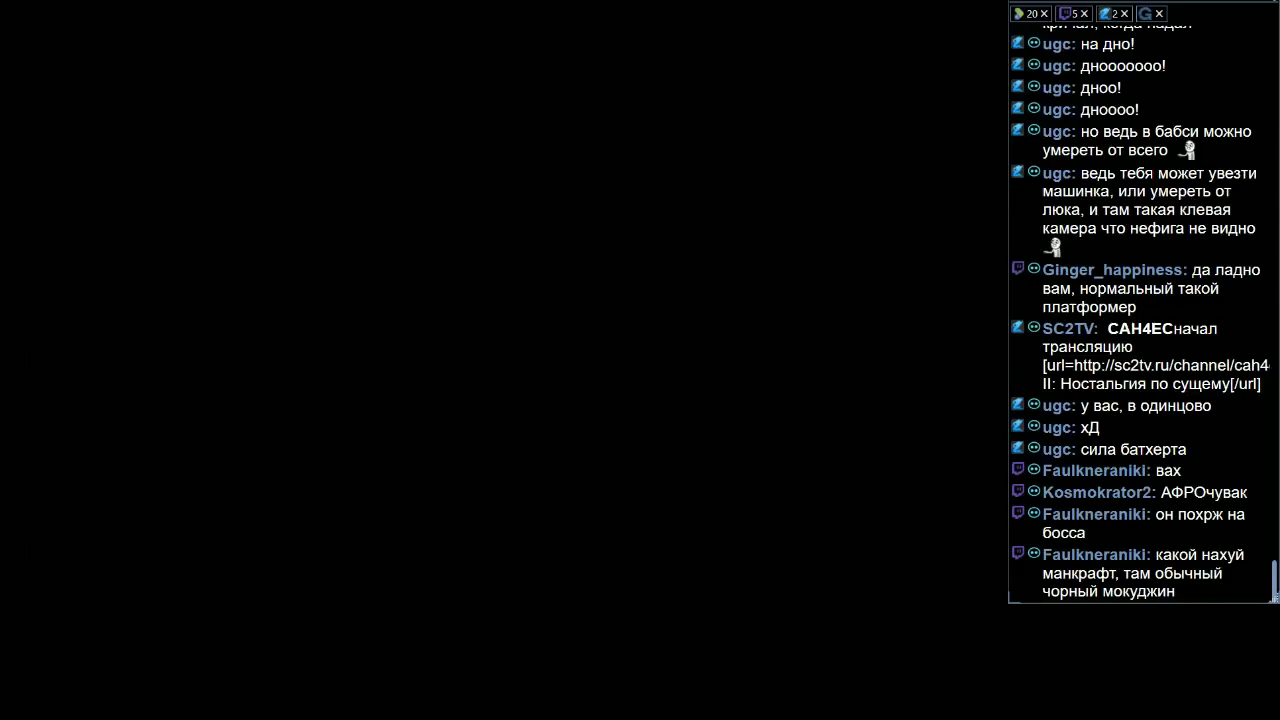 20 × 5 × 2 × G ×
кричал, когда падал
ugc: на дно!
ugc: днооооооо!
ugc: дноо!
ugc: дноооо!
ugc: но ведь в бабси можно
умереть от всего
ugc: ведь тебя может увезти
машинка, или умереть от
люка, и там такая клевая
камера что нефига не видно
Ginger_happiness: да ладно
вам, нормальный такой
платформер
SC2TV: CAH4ECначал
трансляцию
[url=http://sc2tv.ru/channel/cah4
II: Ностальгия по сущему[/url]
ugc: у вас, в одинцово
ugc: хД
ugc: сила батхерта
Faulkneraniki: вах
Kosmokrator2: АФРОчувак
Faulkneraniki: он похрж на
босса
Faulkneraniki: какой нахуй
манкрафт, там обычный
чорный мокуджин